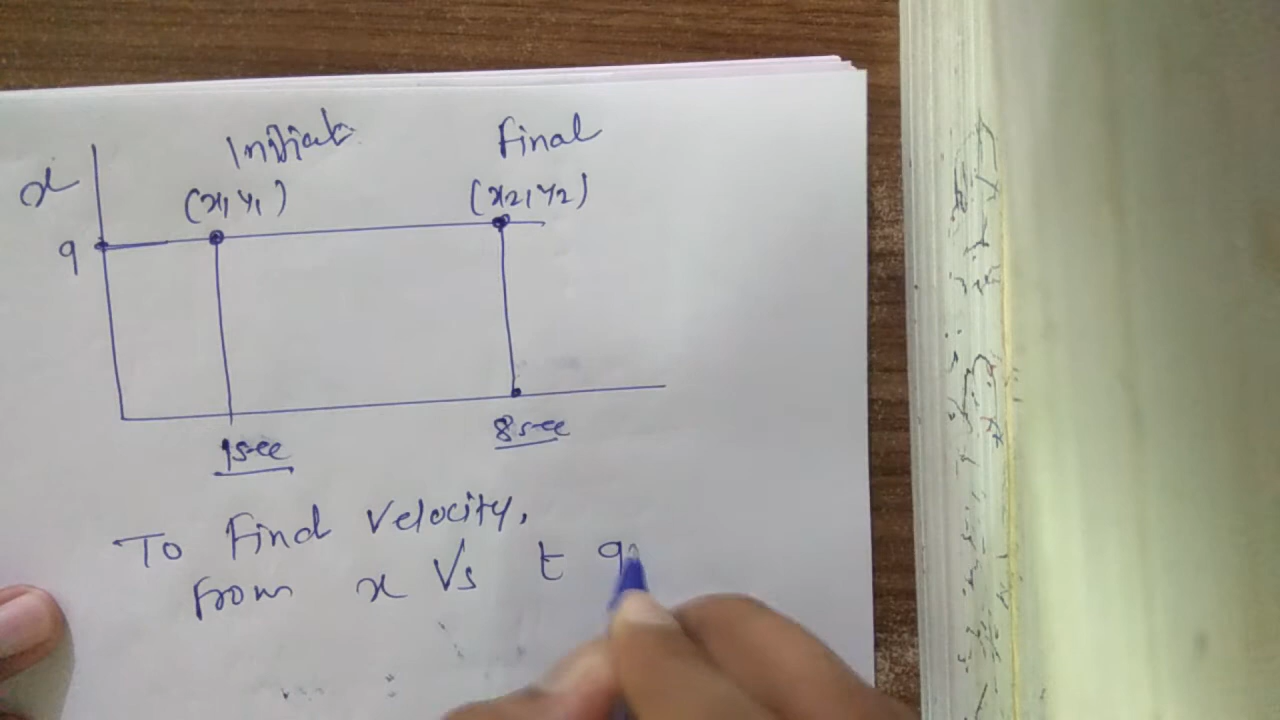 Initial
Final
x
(x1, y1)
(x2, y2)
9
1sec
8sec
To Find Velocity,
From x Vs t